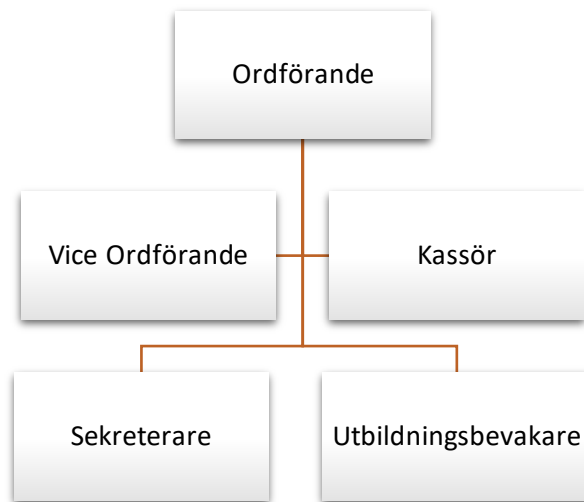 Ordförande
Vice Ordförande
Kassör
Sekreterare
Utbildningsbevakare